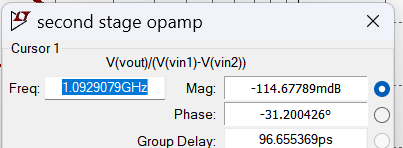 second stage opamp
Cursor 1
V(vout)/(V(vin1)-V(vin2))
Freq: 1.0929079GHz Mag: -114.67789mdB
Phase: -31.200426º
Group Delay: 96.655369ps